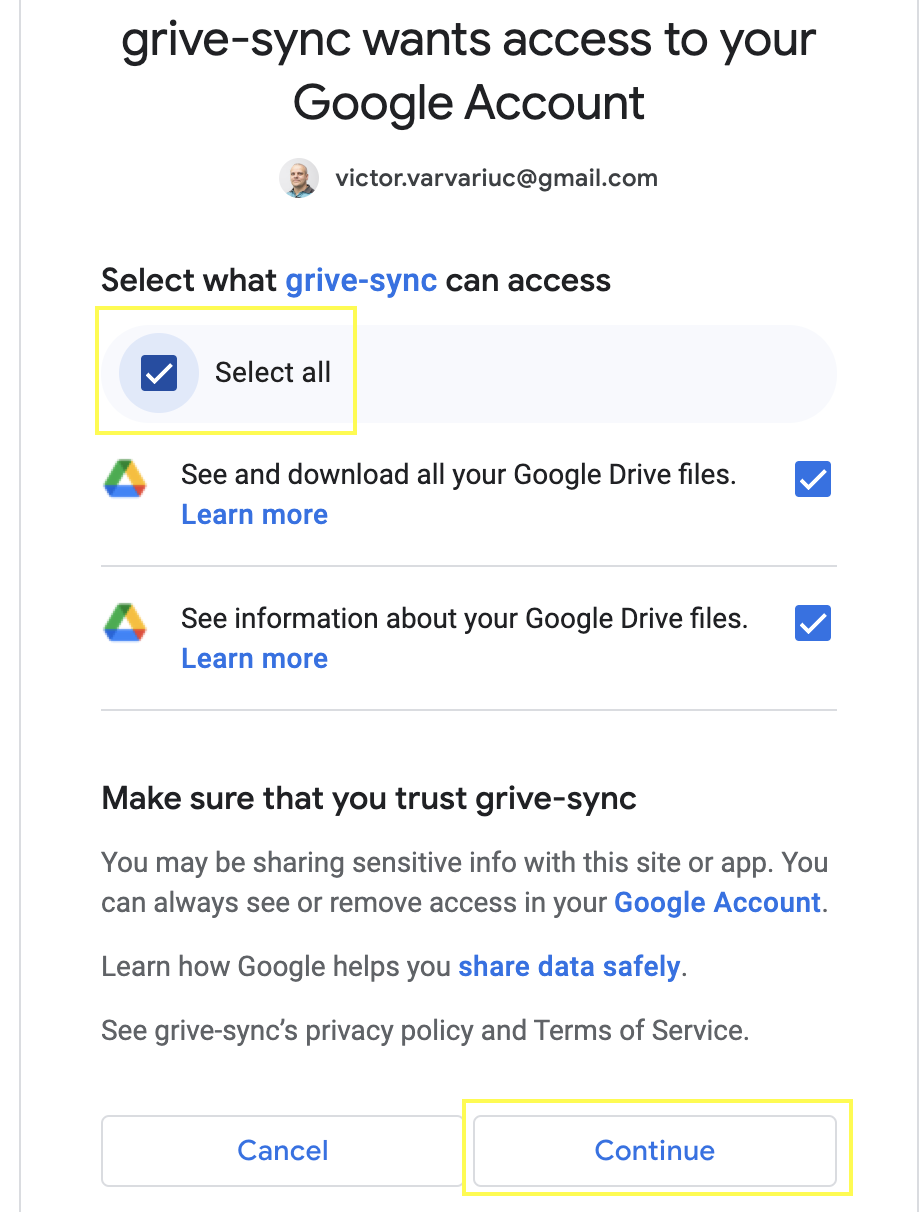 grive-sync wants access to your
Google Account
victor.varvariuc@gmail.com
Select what grive-sync can access
Select all
See and download all your Google Drive files.
Learn more
See information about your Google Drive files.
Learn more
Make sure that you trust grive-sync
You may be sharing sensitive info with this site or app. You
can always see or remove access in your Google Account.
Learn how Google helps you share data safely.
See grive-sync’s privacy policy and Terms of Service.
Cancel
Continue